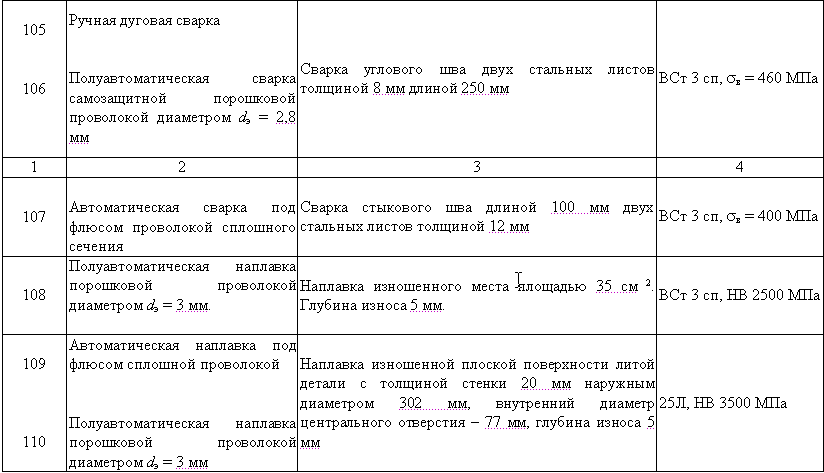 105
Ручная дуговая сварка
106
Полуавтоматическая сварка
самозащитной порошковой
проволокой диаметром dэ = 2,8
мм
Сварка углового шва двух стальных листов
толщиной 8 мм длиной 250 мм
ВСт 3 сп, σв = 460 МПа
1 2 3 4
107
Автоматическая сварка под
флюсом проволокой сплошного
сечения
Сварка стыкового шва длиной 100 мм двух
стальных листов толщиной 12 мм
ВСт 3 сп, σв = 400 МПа
108
Полуавтоматическая наплавка
порошковой проволокой
диаметром dэ = 3 мм.
Наплавка изношенного места площадью 35 см ².
Глубина износа 5 мм.
ВСт 3 сп, НВ 2500 МПа
109
Автоматическая наплавка под
флюсом сплошной проволокой
110
Полуавтоматическая наплавка
порошковой проволокой
диаметром dэ = 3 мм
Наплавка изношенной плоской поверхности литой
детали с толщиной стенки 20 мм наружным
диаметром 302 мм, внутренний диаметр
центрального отверстия – 77 мм, глубина износа 5
мм
25Л, НВ 3500 МПа